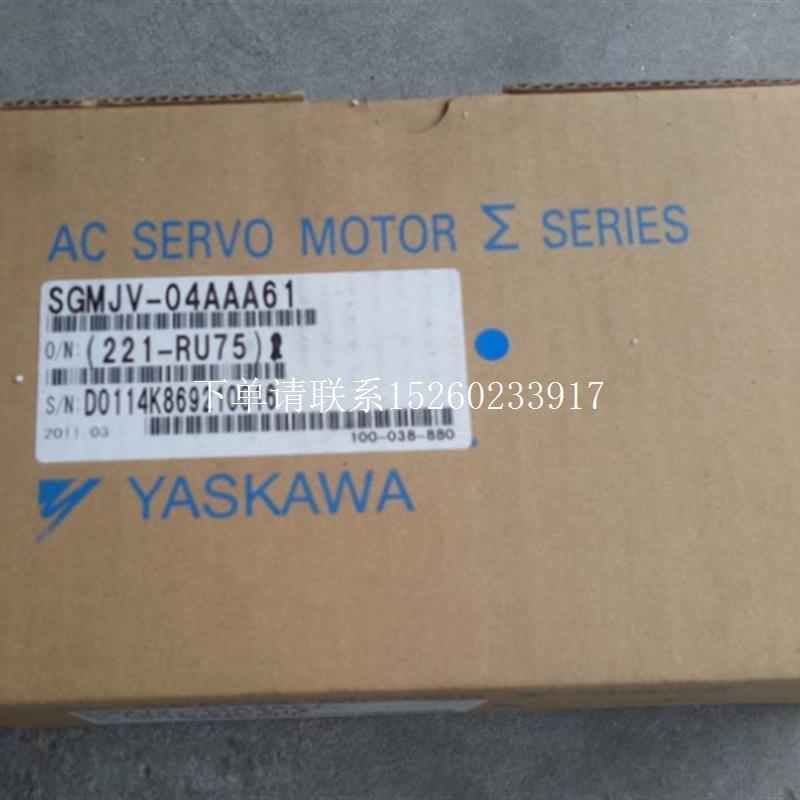 AC SERVO MOTOR Σ SERIES
SGMJV-04AAA61
O/N: (221-RU75)
S/N: D0114K8692
下单请联系15260233917
2011.03
100-038-880
YASKAWA